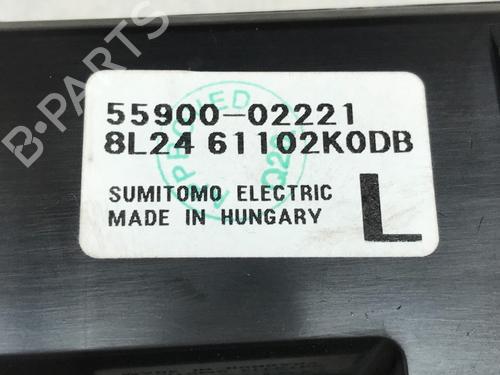 B-PARTS
55900-02221
8L24 61102K0DB
SUMITOMO ELECTRIC
MADE IN HUNGARY
L